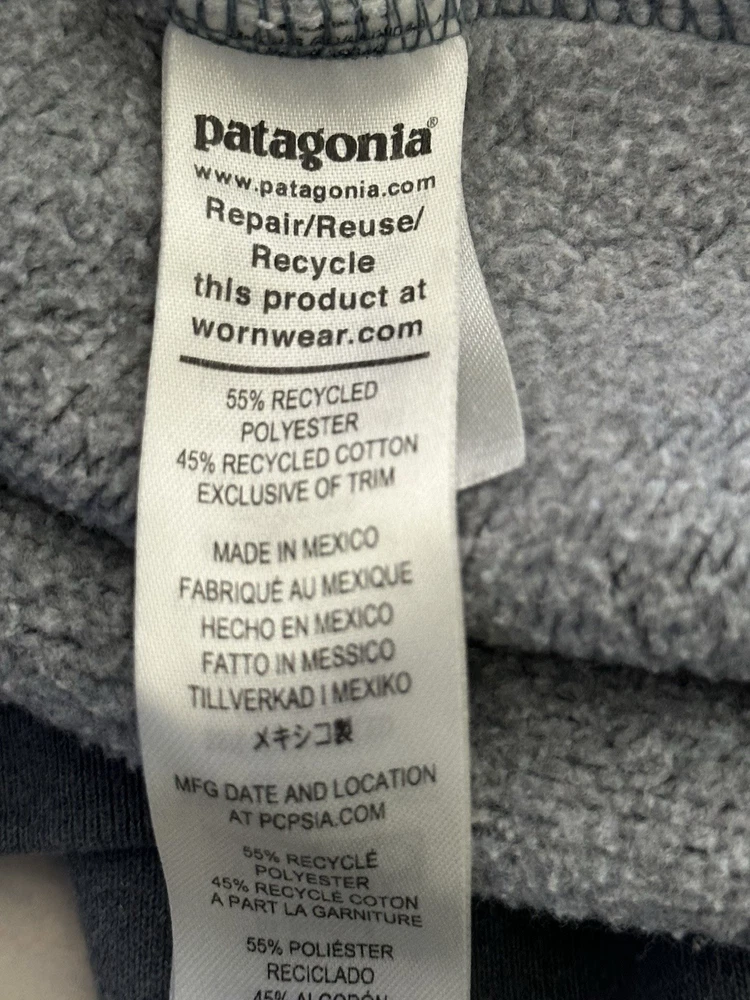 patagonia®
www.patagonia.com
Repair/Reuse/
Recycle
this product at
wornwear.com
55% RECYCLED
POLYESTER
45% RECYCLED COTTON
EXCLUSIVE OF TRIM
MADE IN MEXICO
FABRIQUÉ AU MEXIQUE
HECHO EN MEXICO
FATTO IN MESSICO
TILLVERKAD I MEXIKO
メキシコ製
MFG DATE AND LOCATION
AT PCPSIA.COM
55% RECYCLÉ
POLYESTER
45% RECYCLÉ COTON
A PART LA GARNITURE
55% POLIÉSTER
RECICLADO
45% ALGODÓN